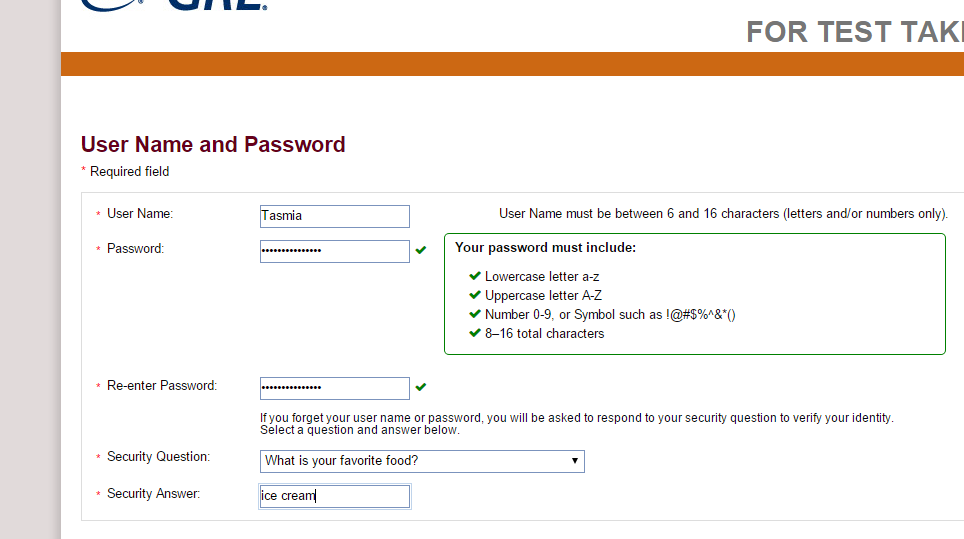 GRE®
FOR TEST
User Name and Password
* Required field
* User Name: Tasmia User Name must be between 6 and 16 characters (letters and/or numbers only).
* Password: ••••••••••••••• Your password must include:
Lowercase letter a-z
Uppercase letter A-Z
Number 0-9, or Symbol such as !@#$%^&*()
8–16 total characters
* Re-enter Password: •••••••••••••••
If you forget your user name or password, you will be asked to respond to your security question to verify your identity.
Select a question and answer below.
* Security Question: What is your favorite food?
* Security Answer: ice cream